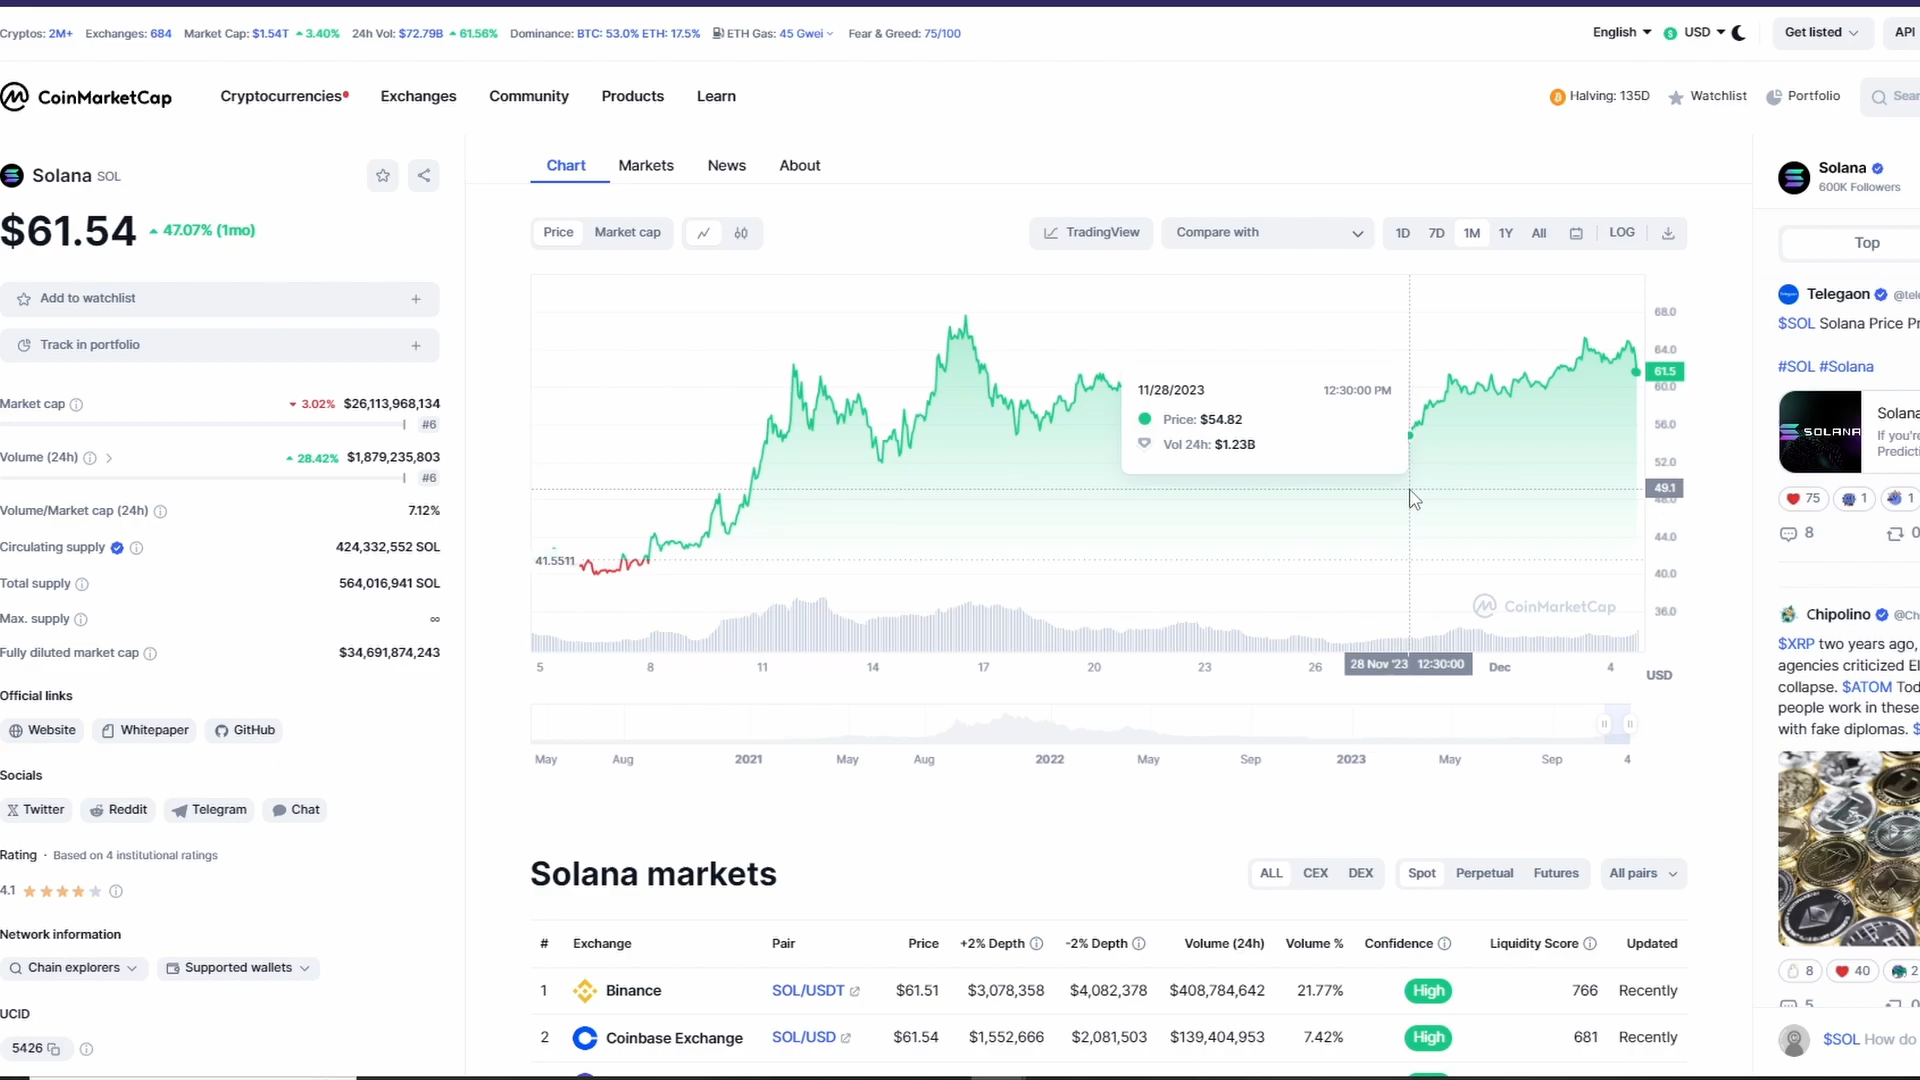 Cryptos: 2M+ Exchanges: 684 Market Cap: $1.54T 3.40% 24h Vol: $72.79B 61.56% Dominance: BTC: 53.0% ETH: 17.5% ETH Gas: 45 Gwei Fear & Greed: 75/100
English USD Get listed API
CoinMarketCap Cryptocurrencies Exchanges Community Products Learn
Halving: 135D Watchlist Portfolio
Solana SOL
$61.54 47.07% (1mo)
Add to watchlist +
Track in portfolio +
Market cap 3.02% $26,113,968,134
#6
Volume (24h) 28.42% $1,879,235,803
#6
Volume/Market cap (24h) 7.12%
Circulating supply 424,332,552 SOL
Total supply 564,016,941 SOL
Max. supply ∞
Fully diluted market cap $34,691,874,243
Official links
Website Whitepaper GitHub
Socials
Twitter Reddit Telegram Chat
Rating · Based on 4 institutional ratings
4.1
Network information
Chain explorers Supported wallets
UCID
5426
Chart Markets News About
Price Market cap
TradingView Compare with 1D 7D 1M 1Y All LOG
68.0
64.0
61.5
60.0
56.0
52.0
49.1
48.0
44.0
40.0
36.0
11/28/2023 12:30:00 PM
Price: $54.82
Vol 24h: $1.23B
41.5511
CoinMarketCap
5 8 11 14 17 20 23 26 28 Nov '23 12:30:00 Dec 4
USD
May Aug 2021 May Aug 2022 May Sep 2023 May Sep 4
Solana markets
ALL CEX DEX Spot Perpetual Futures All pairs
# Exchange Pair Price +2% Depth -2% Depth Volume (24h) Volume % Confidence Liquidity Score Updated
1 Binance SOL/USDT $61.51 $3,078,358 $4,082,378 $408,784,642 21.77% High 766 Recently
2 Coinbase Exchange SOL/USD $61.54 $1,552,666 $2,081,503 $139,404,953 7.42% High 681 Recently
Solana
600K Followers
Top
Telegaon
$SOL Solana Price
#SOL #Solana
SOLANA
Solana
If you're
75 1 1
8 0
Chipolino
$XRP two years ago,
agencies criticized
collapse. $ATOM
people work in these
with fake diplomas.
8 40 2
5 0
$SOL How do